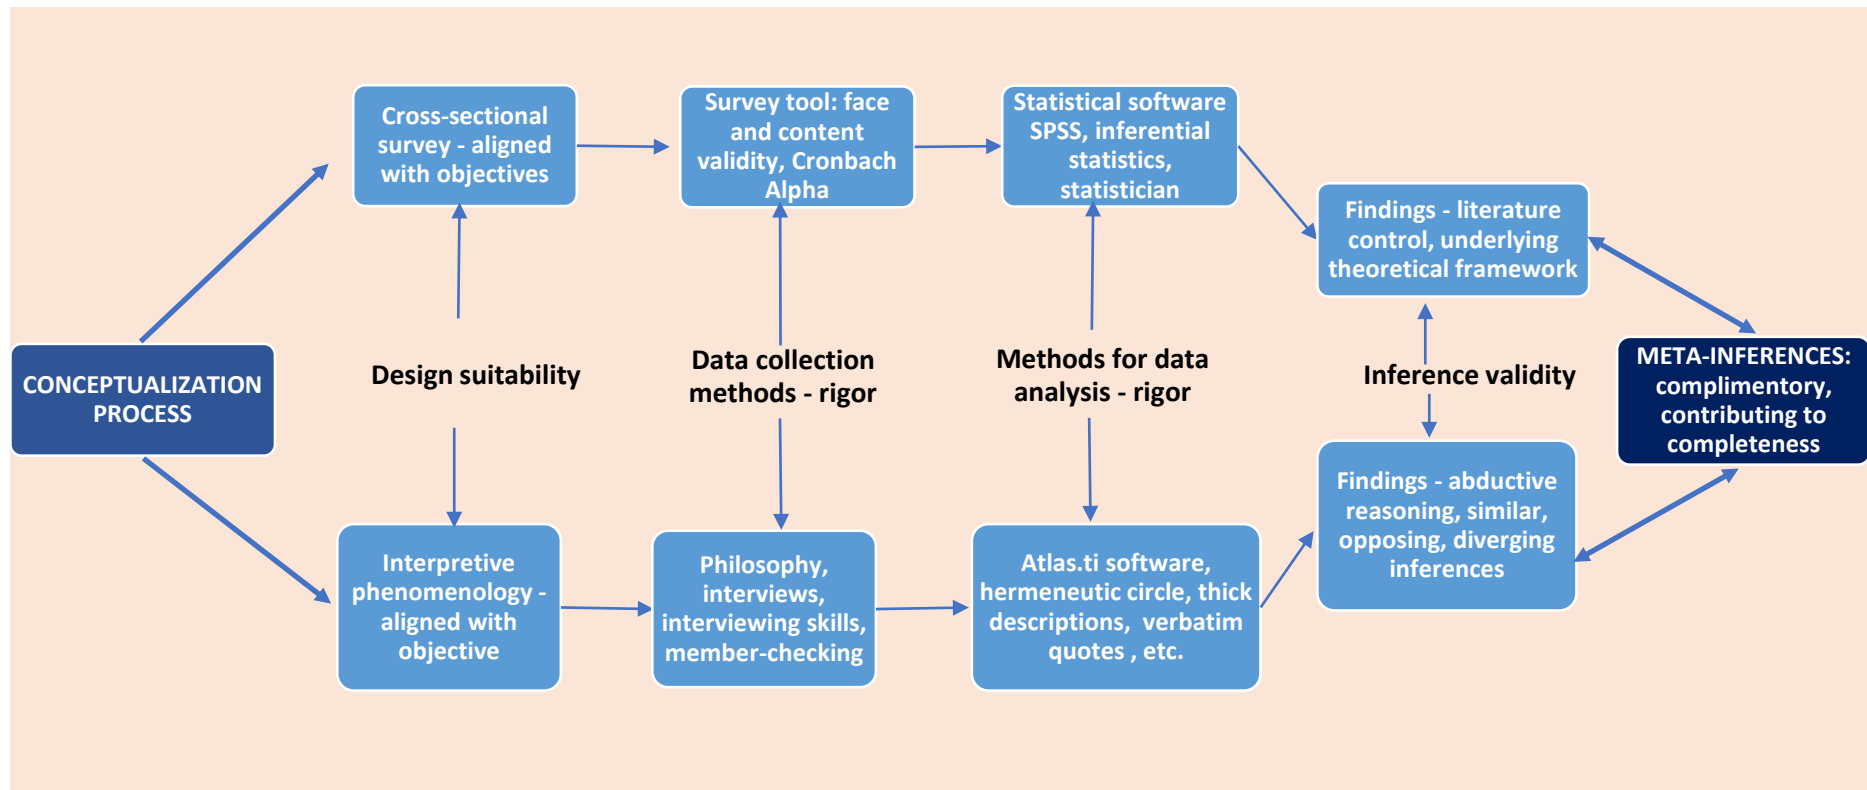 Cross-sectional
survey - aligned
with objectives
Survey tool: face
and content
validity, Cronbach
Alpha
Statistical software
SPSS, inferential
statistics,
statistician
Findings - literature
control, underlying
theoretical framework
CONCEPTUALIZATION
PROCESS
Design suitability
Data collection
methods - rigor
Methods for data
analysis - rigor
Inference validity
META-INFERENCES:
complimentory,
contributing to
completeness
Interpretive
phenomenology -
aligned with
objective
Philosophy,
interviews,
interviewing skills,
member-checking
Atlas.ti software,
hermeneutic circle, thick
descriptions,  verbatim
quotes , etc.
Findings - abductive
reasoning, similar,
opposing, diverging
inferences